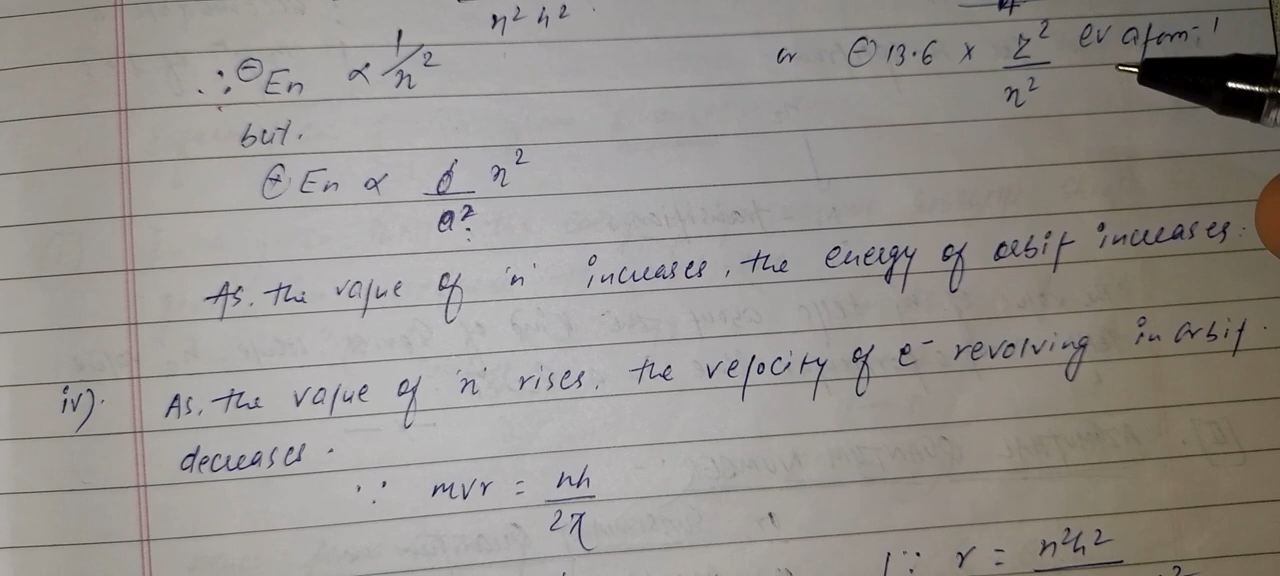 n²h²
∴ ⊖En ∝ 1/n² or ⊖13.6 × Z²/n² ev atom⁻¹
but.
⊕En ∝ n²
As, the value of 'n' increases, the energy of orbit increases.
iv). As, the value of 'n' rises, the velocity of e⁻ revolving in orbit
decreases.
∵ mvr = nh/2π
∵ r = n²h²